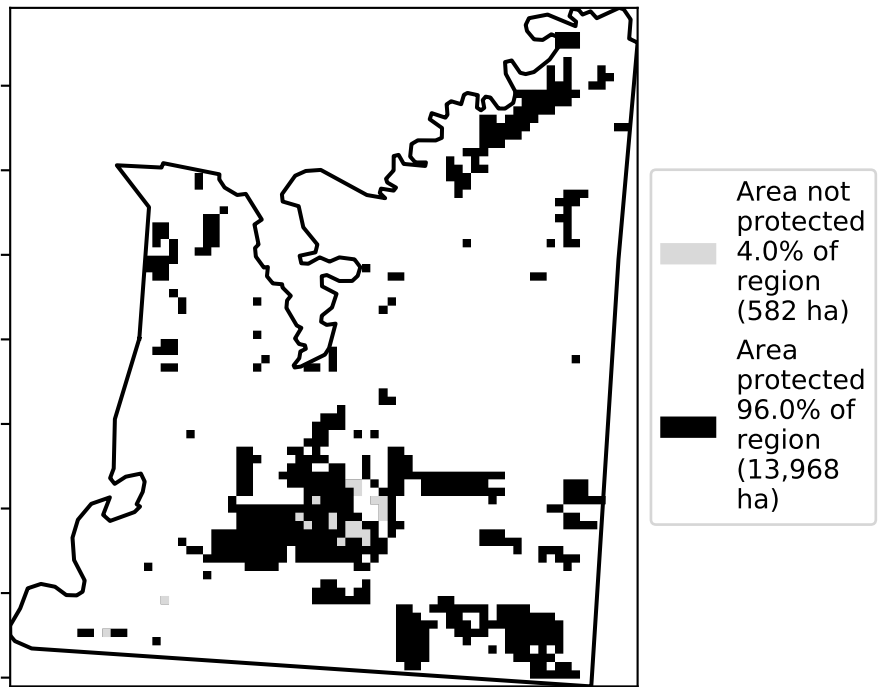 Area not
protected
4.0% of
region
(582 ha)
Area
protected
96.0% of
region
(13,968
ha)